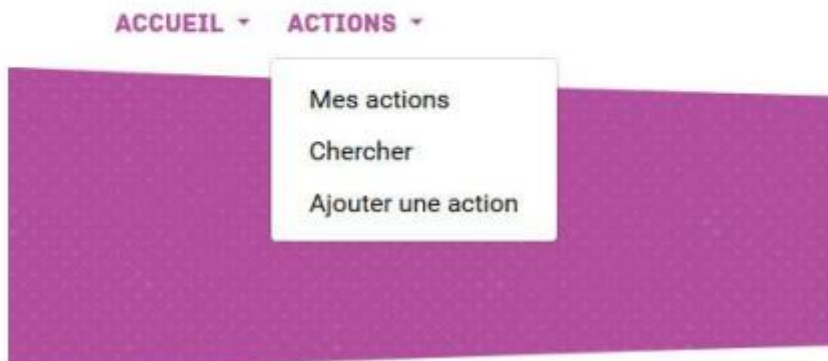 ACCUEIL ACTIONS
Mes actions
Chercher
Ajouter une action